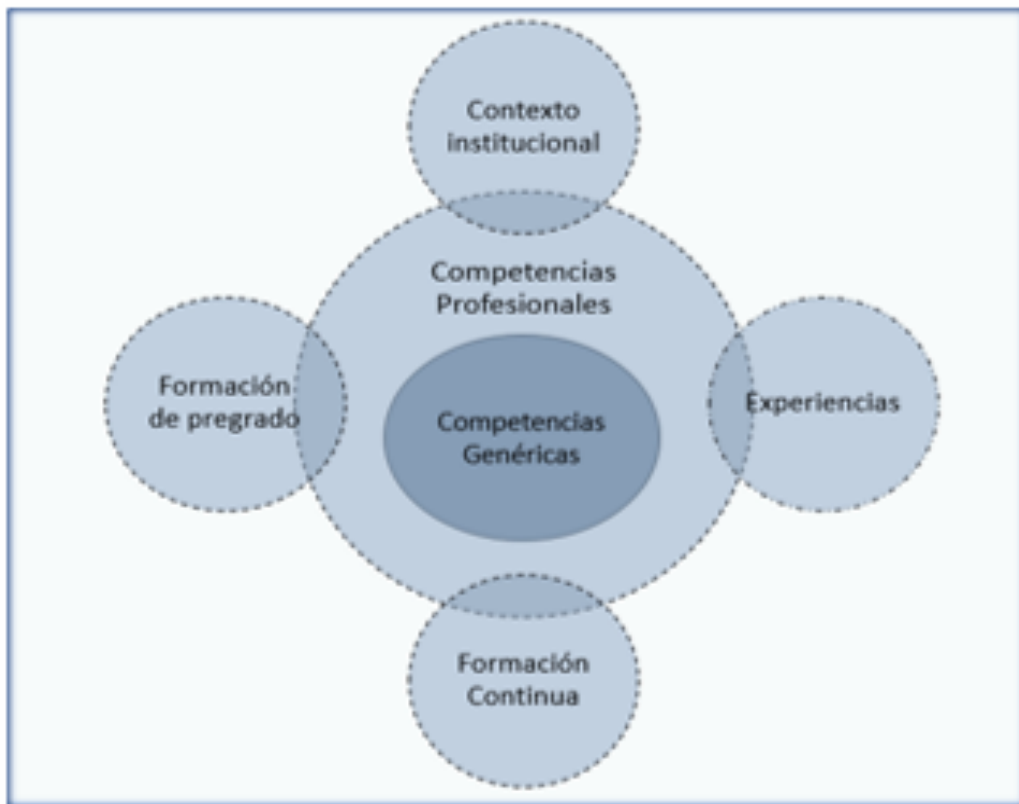 Contexto
institucional
Competencias
Profesionales
Formación
de pregrado
Competencias
Genéricas
Experiencias
Formación
Continua